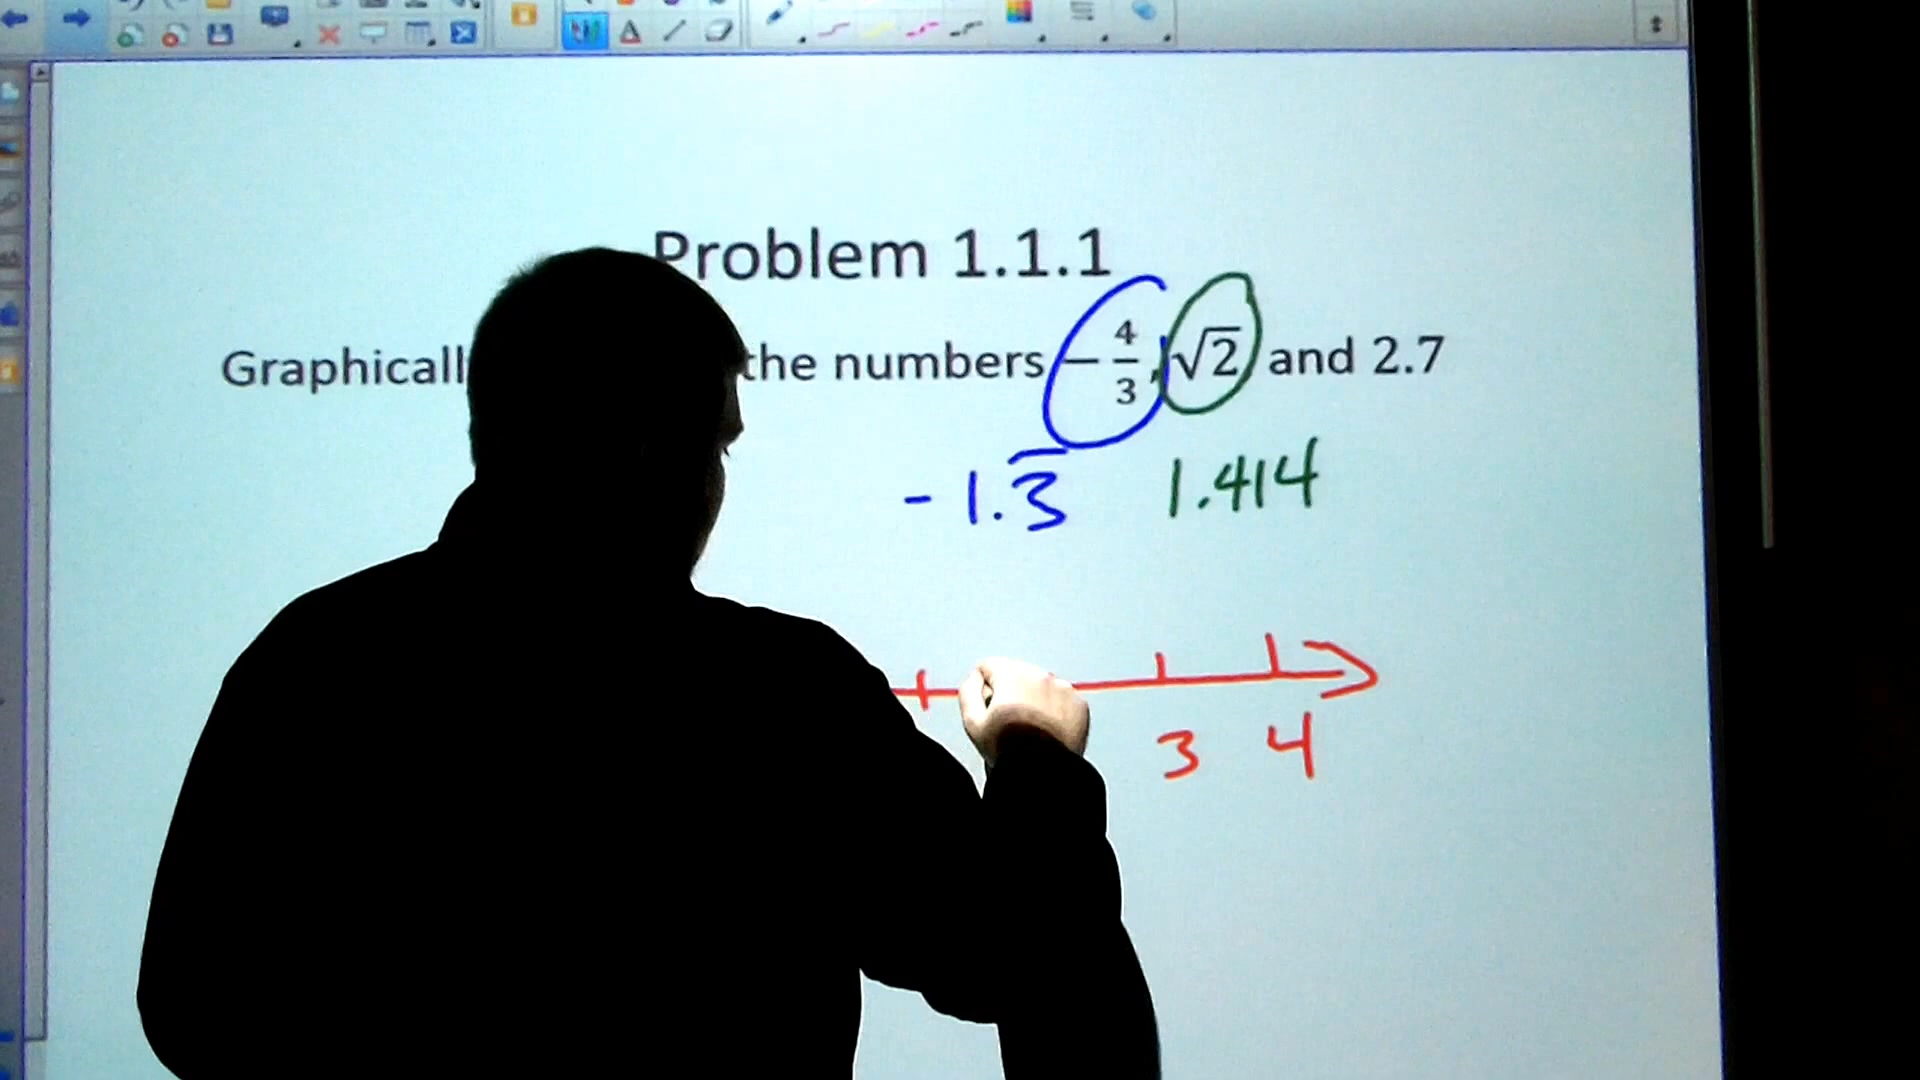 Problem 1.1.1
Graphicall the numbers −4/3, √2 and 2.7
-1.3̅ 1.414
3 4